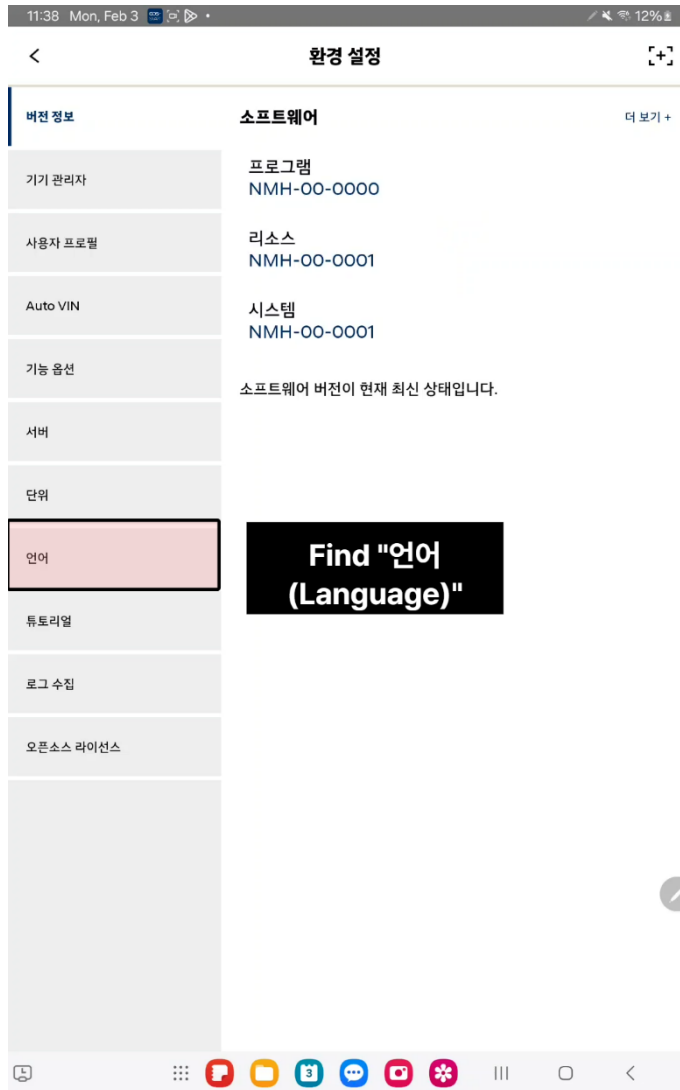 11:38 Mon, Feb 3
12%
환경 설정
[+]
버전 정보
기기 관리자
사용자 프로필
Auto VIN
기능 옵션
서버
단위
언어
튜토리얼
로그 수집
오픈소스 라이선스
소프트웨어
더 보기 +
프로그램
NMH-00-0000
리소스
NMH-00-0001
시스템
NMH-00-0001
소프트웨어 버전이 현재 최신 상태입니다.
Find "언어
(Language)"
3